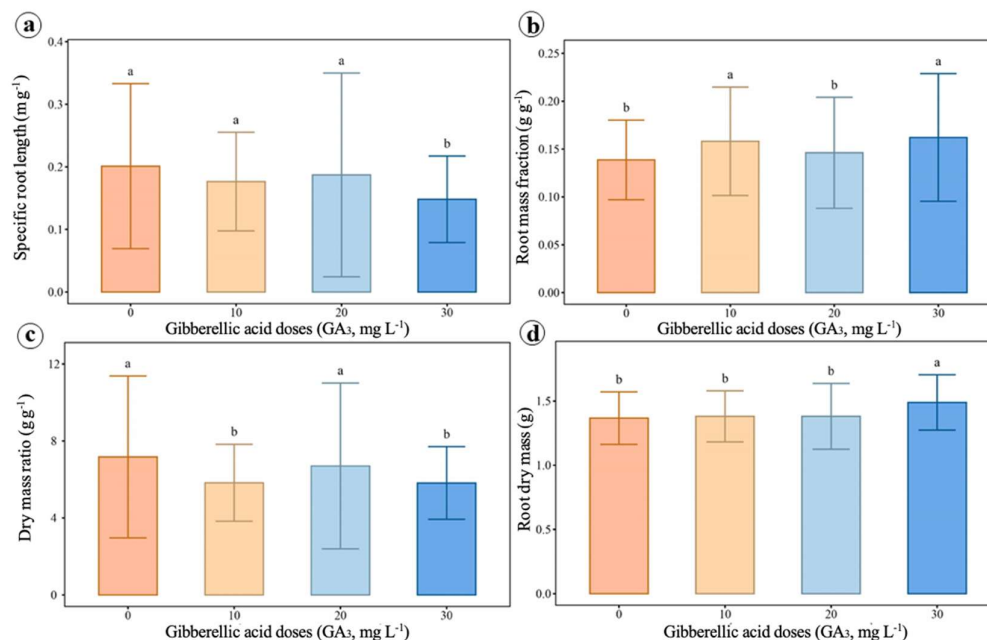 a
Specific root length (m g⁻¹)
0.4
0.3
0.2
0.1
0.0
a
a
a
b
0
10
20
30
Gibberellic acid doses (GA₃, mg L⁻¹)
b
Root mass fraction (g g⁻¹)
0.25
0.20
0.15
0.10
0.05
0.00
b
a
b
a
0
10
20
30
Gibberellic acid doses (GA₃, mg L⁻¹)
c
Dry mass ratio (g g⁻¹)
12
8
4
0
a
b
a
b
0
10
20
30
Gibberellic acid doses (GA₃, mg L⁻¹)
d
Root dry mass (g)
1.5
1.0
0.5
0.0
b
b
b
a
0
10
20
30
Gibberellic acid doses (GA₃, mg L⁻¹)